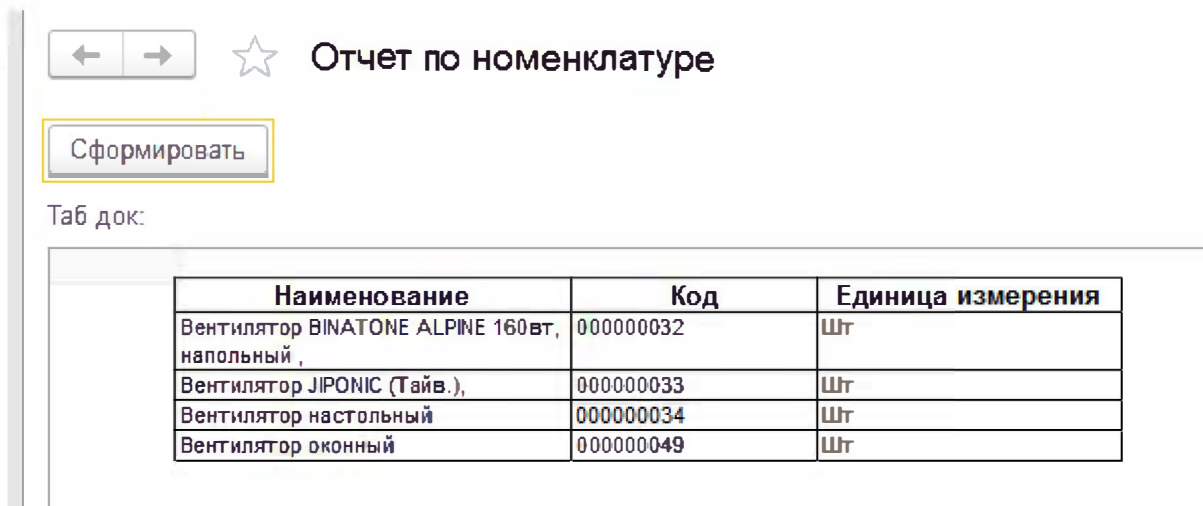 Отчет по номенклатуре
Сформировать
Таб док:
Наименование Код Единица измерения
Вентилятор BINATONE ALPINE 160вт, 000000032 Шт
напольный ,
Вентилятор JIPONIC (Тайв.), 000000033 Шт
Вентилятор настольный 000000034 Шт
Вентилятор оконный 000000049 Шт